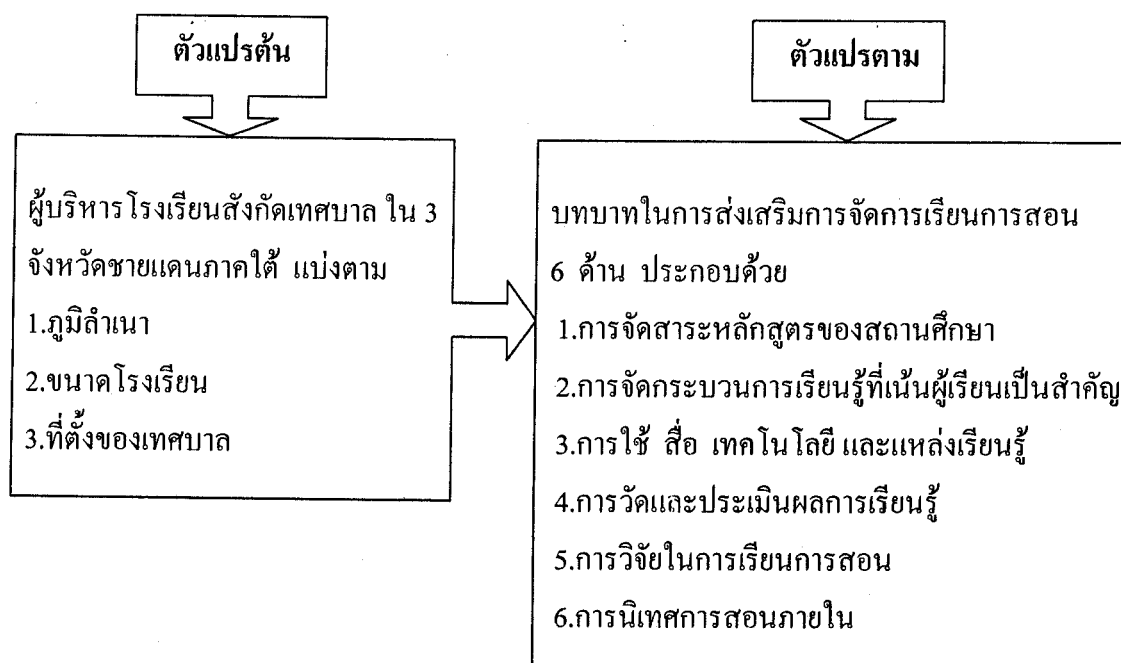 ตัวแปรต้น
ผู้บริหารโรงเรียนสังกัดเทศบาล ใน 3
จังหวัดชายแดนภาคใต้ แบ่งตาม
1.ภูมิลำเนา
2.ขนาดโรงเรียน
3.ที่ตั้งของเทศบาล
ตัวแปรตาม
บทบาทในการส่งเสริมการจัดการเรียนการสอน
6 ด้าน ประกอบด้วย
1.การจัดสาระหลักสูตรของสถานศึกษา
2.การจัดกระบวนการเรียนรู้ที่เน้นผู้เรียนเป็นสำคัญ
3.การใช้ สื่อ เทคโนโลยี และแหล่งเรียนรู้
4.การวัดและประเมินผลการเรียนรู้
5.การวิจัยในการเรียนการสอน
6.การนิเทศการสอนภายใน